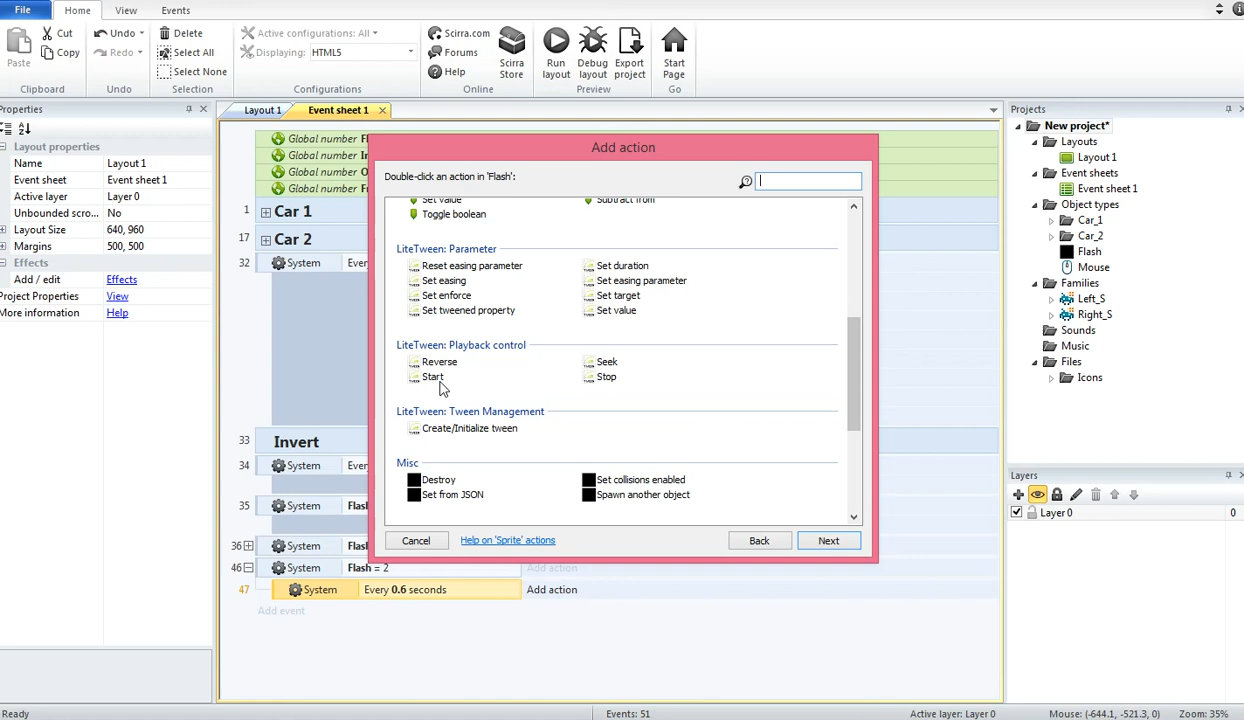 File Home View Events
Cut Copy Paste Clipboard
Undo Redo Undo
Delete Select All Select None Selection
Active configurations: All
Displaying: HTML5
Configurations
Scirra.com Forums Help Online
Scirra Store
Run layout Debug layout Export project Preview
Start Page Go
Properties
Layout properties
Name Layout 1
Event sheet Event sheet 1
Active layer Layer 0
Unbounded scro... No
Layout Size 640, 960
Margins 500, 500
Effects
Add / edit Effects
Project Properties View
More information Help
Layout 1 Event sheet 1
Global number
Global number
Global number
Global number
1 Car 1
17 Car 2
32 System
33 Invert
34 System
35 System
36 System
46 System Flash = 2 Add action
47 System Every 0.6 seconds Add action
Add event
Add action
Double-click an action in 'Flash':
Set value Subtract from
Toggle boolean
LiteTween: Parameter
Reset easing parameter Set duration
Set easing Set easing parameter
Set enforce Set target
Set tweened property Set value
LiteTween: Playback control
Reverse Seek
Start Stop
LiteTween: Tween Management
Create/Initialize tween
Misc
Destroy Set collisions enabled
Set from JSON Spawn another object
Cancel Help on 'Sprite' actions Back Next
Projects
New project*
Layouts
Layout 1
Event sheets
Event sheet 1
Object types
Car_1
Car_2
Flash
Mouse
Families
Left_S
Right_S
Sounds
Music
Files
Icons
Layers
Layer 0 0
Ready Events: 51 Active layer: Layer 0 Mouse: (-644.1, -521.3, 0) Zoom: 35%